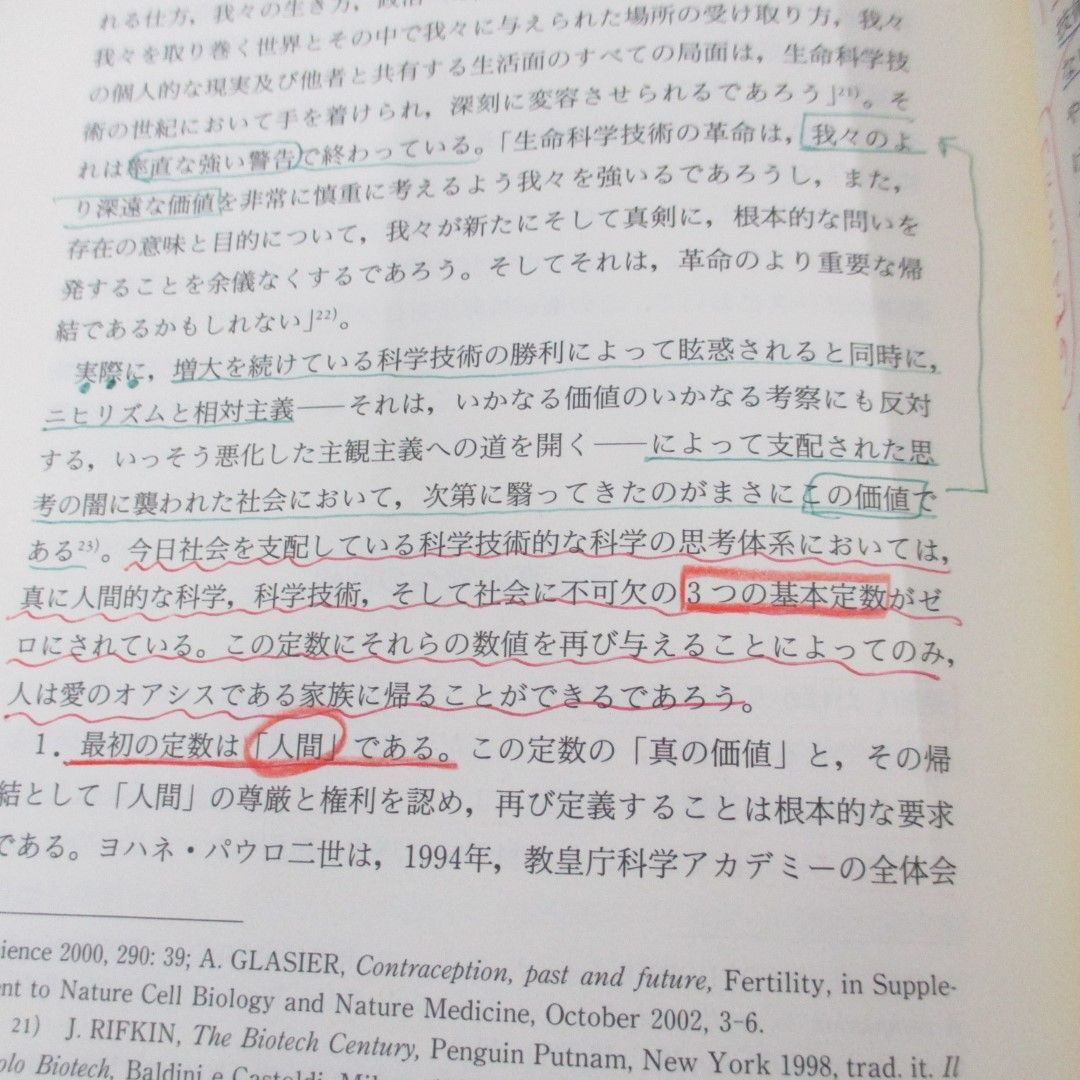 れる仕方，我々の生き方，政治
我々を取り巻く世界とその中で我々に与えられた場所の受け取り方，我々
の個人的な現実及び他者と共有する生活面のすべての局面は，生命科学技
術の世紀において手を着けられ，深刻に変容させられるであろう」21)。そ
れは率直な強い警告で終わっている。「生命科学技術の革命は，我々のよ
り深遠な価値を非常に慎重に考えるよう我々を強いるであろうし，また，
存在の意味と目的について，我々が新たにそして真剣に，根本的な問いを
発することを余儀なくするであろう。そしてそれは，革命のより重要な帰
結であるかもしれない」22)。
実際に，増大を続けている科学技術の勝利によって眩惑されると同時に，
ニヒリズムと相対主義――それは，いかなる価値のいかなる考察にも反対
する，いっそう悪化した主観主義への道を開く――によって支配された思
考の闇に襲われた社会において，次第に翳ってきたのがまさにこの価値で
ある23)。今日社会を支配している科学技術的な科学の思考体系においては，
真に人間的な科学，科学技術，そして社会に不可欠の3つの基本定数がゼ
ロにされている。この定数にそれらの数値を再び与えることによってのみ，
人は愛のオアシスである家族に帰ることができるであろう。
1．最初の定数は「人間」である。この定数の「真の価値」と，その帰
結として「人間」の尊厳と権利を認め，再び定義することは根本的な要求
である。ヨハネ・パウロ二世は，1994年，教皇庁科学アカデミーの全体会
ience 2000, 290: 39; A. GLASIER, Contraception, past and future, Fertility, in Supple-
ent to Nature Cell Biology and Nature Medicine, October 2002, 3-6.
21) J. RIFKIN, The Biotech Century, Penguin Putnam, New York 1998, trad. it. Il
olo Biotech, Baldini e Castoldi,